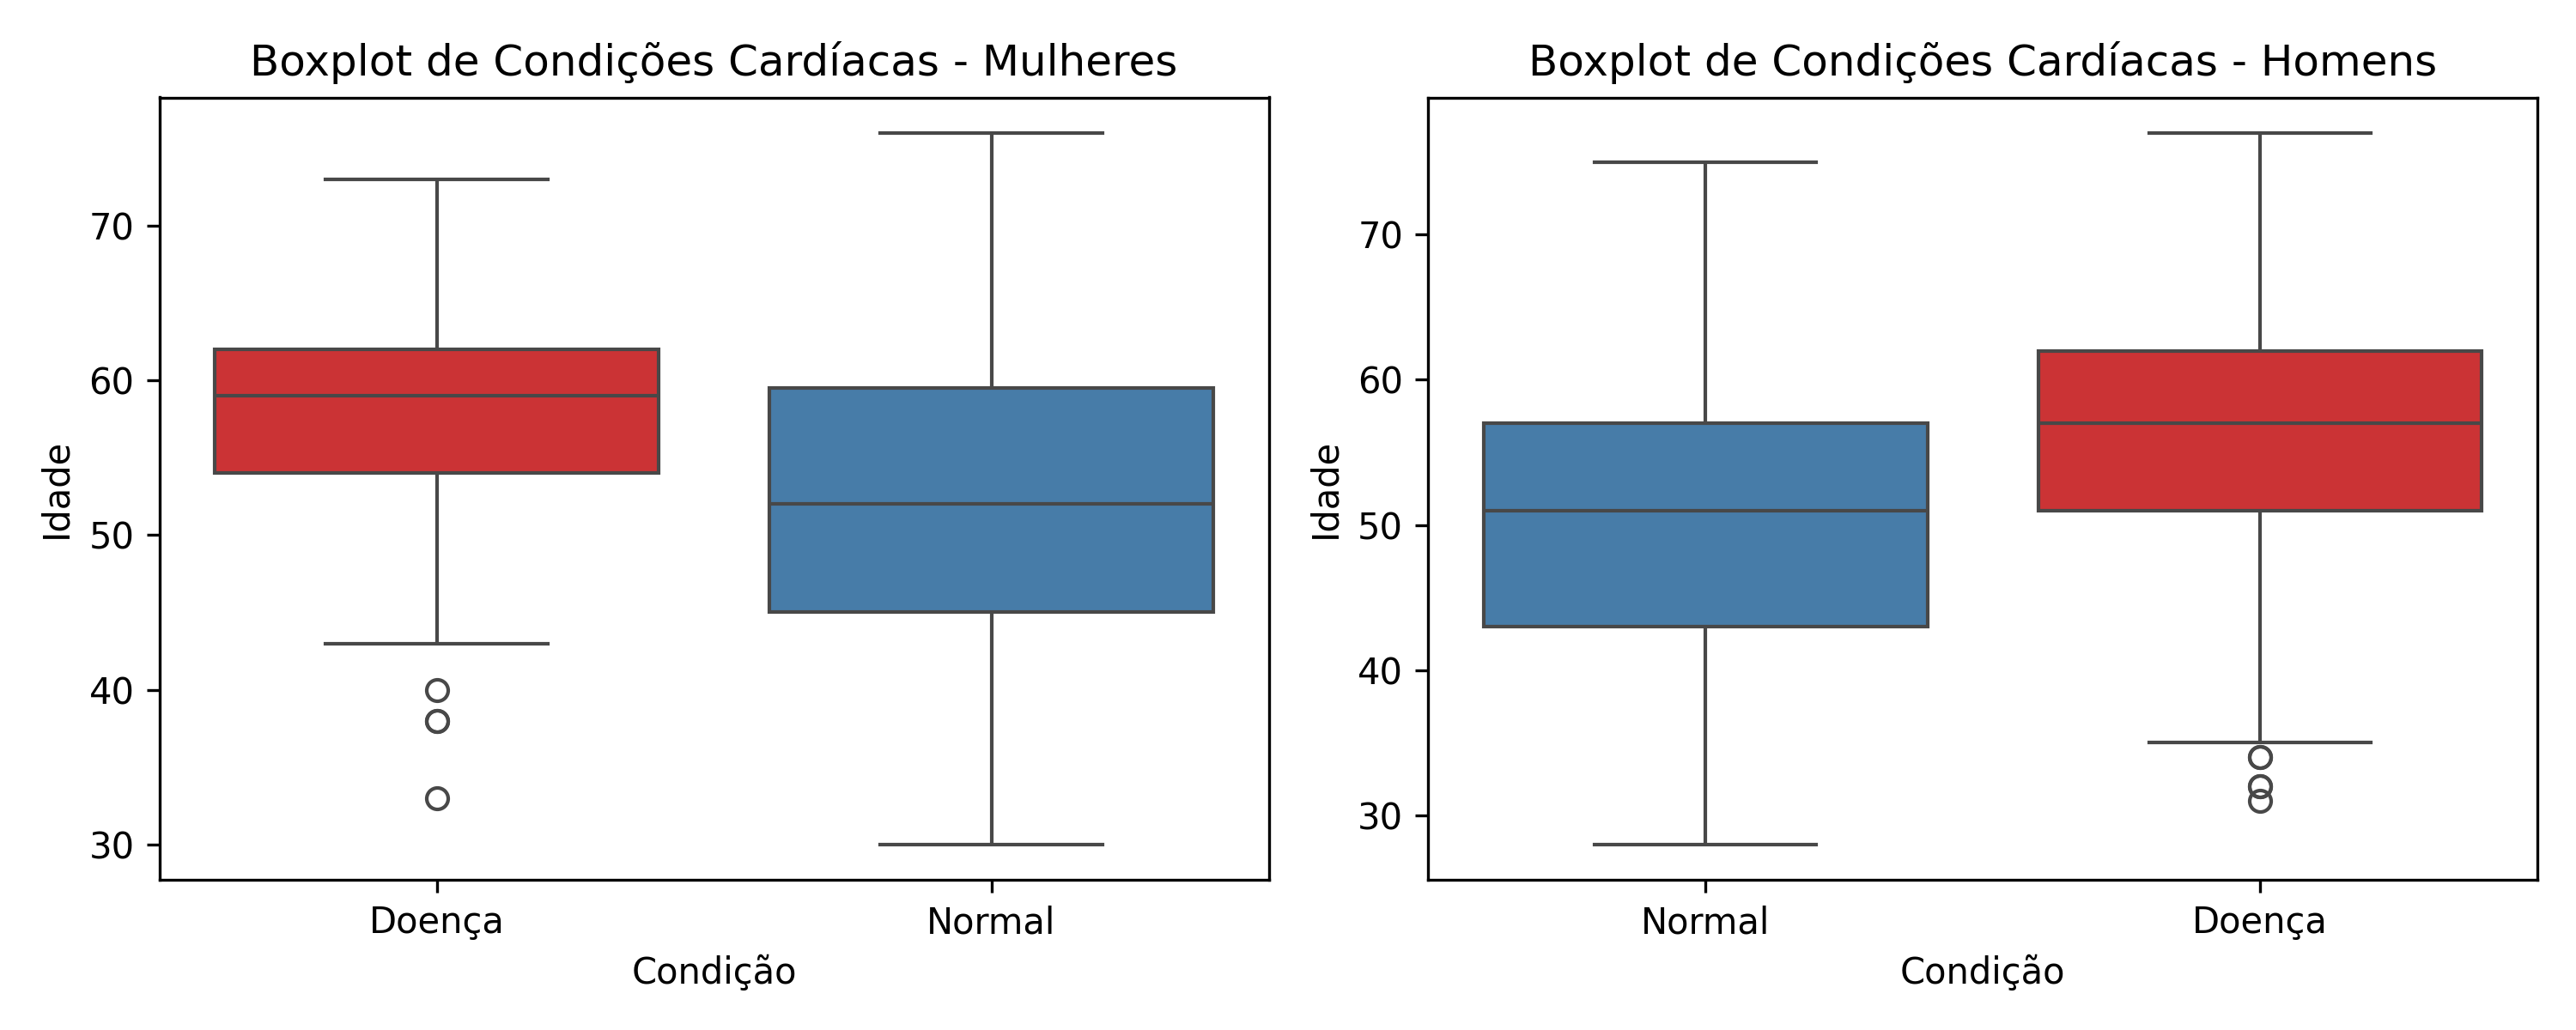 Boxplot de Condições Cardíacas - Mulheres
Idade
70
60
50
40
30
Doença
Normal
Condição
Boxplot de Condições Cardíacas - Homens
Idade
70
60
50
40
30
Normal
Doença
Condição